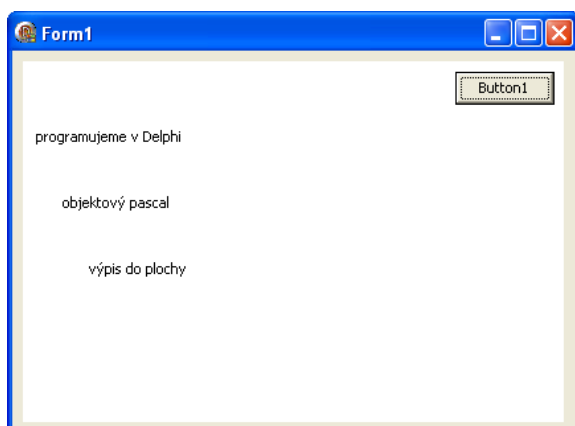 Form1
Button1
programujeme v Delphi
objektový pascal
výpis do plochy